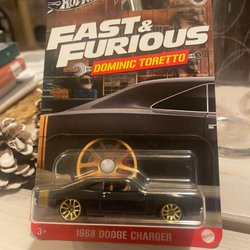 HOT WHEELS
FAST & FURIOUS
DOMINIC TORETTO
3+
1968 DODGE CHARGER